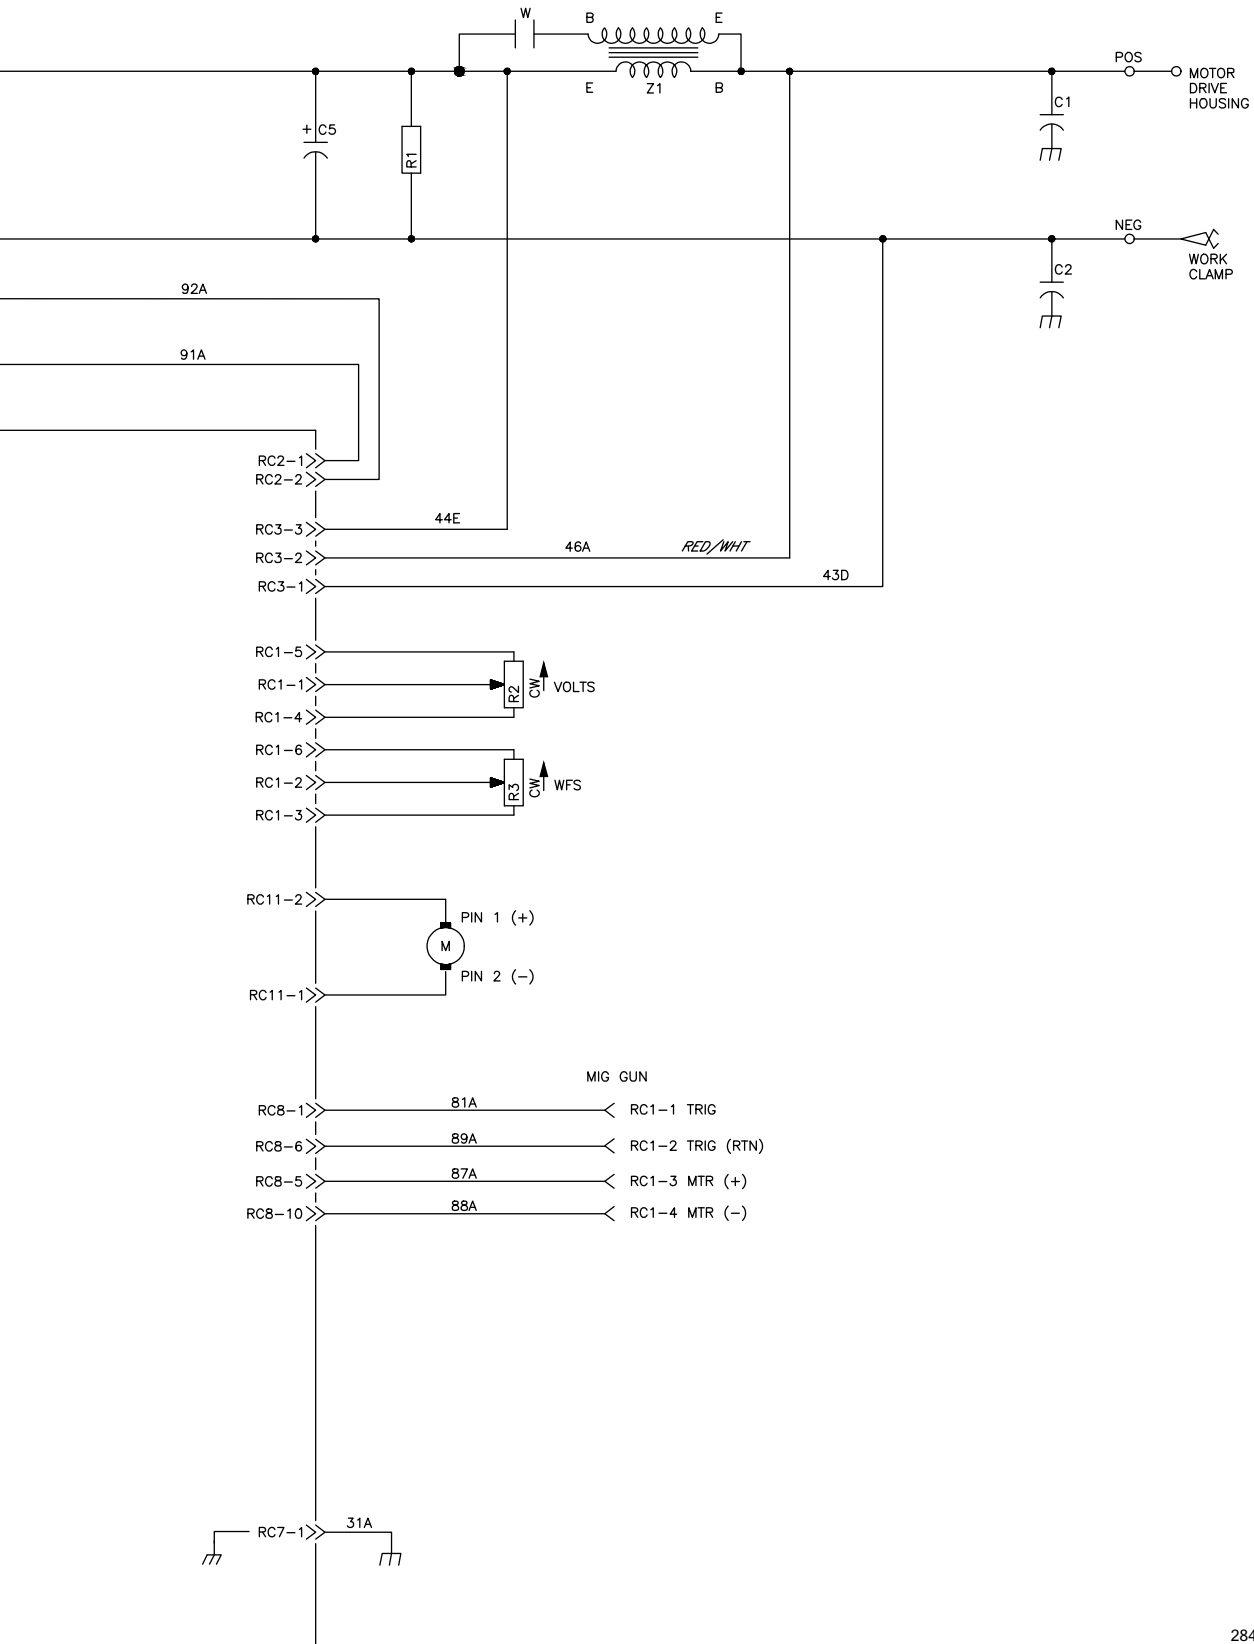 W
B
E
POS
MOTOR
DRIVE
HOUSING
E
Z1
B
C1
+ C5
R1
NEG
WORK
CLAMP
C2
92A
91A
RC2-1
RC2-2
RC3-3
44E
RC3-2
46A
RED/WHT
RC3-1
43D
RC1-5
RC1-1
R2
CW
VOLTS
RC1-4
RC1-6
RC1-2
R3
CW
WFS
RC1-3
RC11-2
PIN 1 (+)
M
PIN 2 (-)
RC11-1
MIG GUN
RC8-1
81A
RC1-1 TRIG
RC8-6
89A
RC1-2 TRIG (RTN)
RC8-5
87A
RC1-3 MTR (+)
RC8-10
88A
RC1-4 MTR (-)
RC7-1
31A
284